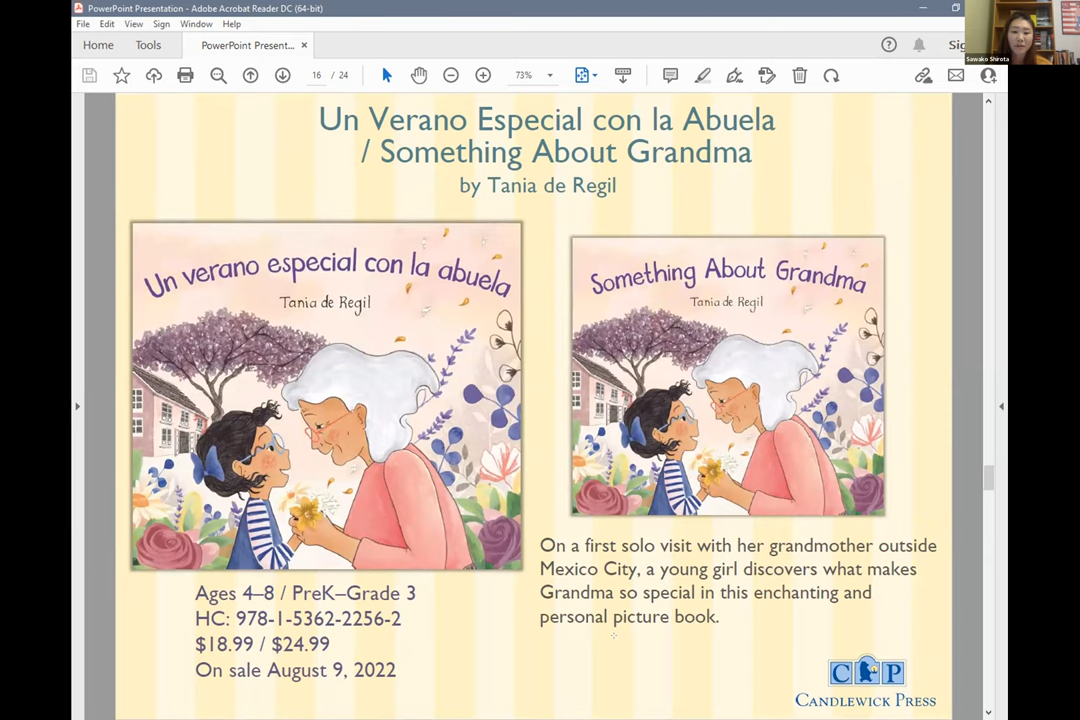 PowerPoint Presentation - Adobe Acrobat Reader DC (64-bit)
File Edit View Sign Window Help
Home Tools PowerPoint Present... × Sig
16 / 24 73%
Sawako Shirota
Un Verano Especial con la Abuela
/ Something About Grandma
by Tania de Regil
Un verano especial con la abuela
Tania de Regil
Something About Grandma
Tania de Regil
Ages 4–8 / PreK–Grade 3
HC: 978-1-5362-2256-2
$18.99 / $24.99
On sale August 9, 2022
On a first solo visit with her grandmother outside
Mexico City, a young girl discovers what makes
Grandma so special in this enchanting and
personal picture book.
C P
CANDLEWICK PRESS